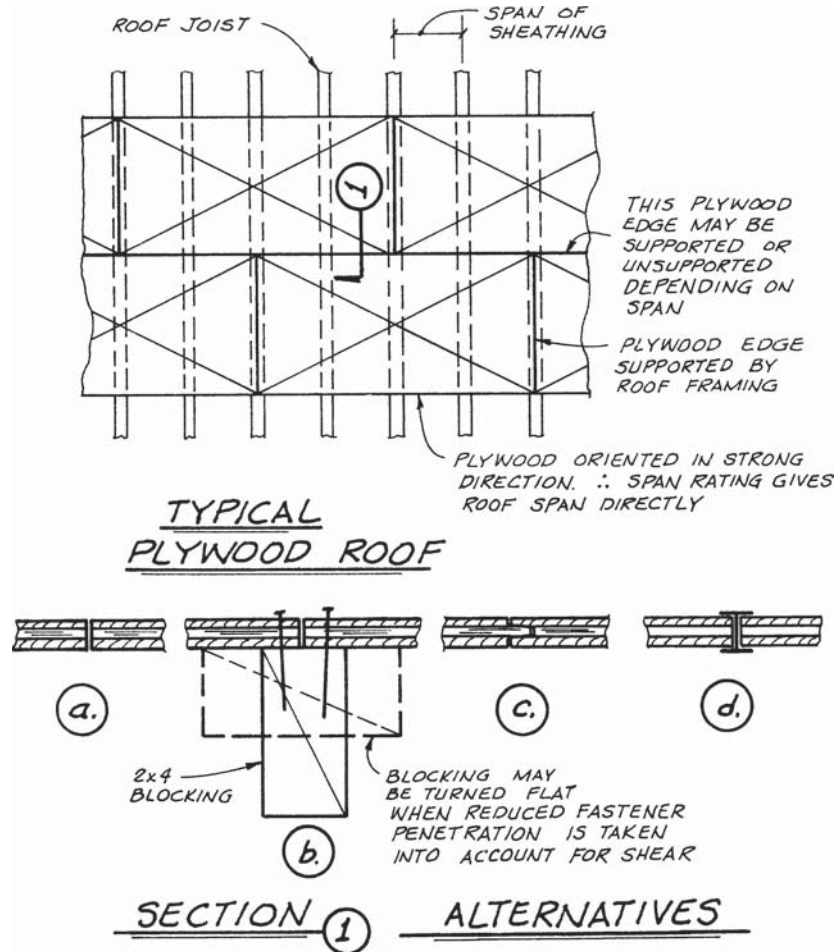 ROOF JOIST
SPAN OF
SHEATHING
1
THIS PLYWOOD
EDGE MAY BE
SUPPORTED OR
UNSUPPORTED
DEPENDING ON
SPAN
PLYWOOD EDGE
SUPPORTED BY
ROOF FRAMING
PLYWOOD ORIENTED IN STRONG
DIRECTION. ∴ SPAN RATING GIVES
ROOF SPAN DIRECTLY
TYPICAL
PLYWOOD ROOF
a.
b.
c.
d.
2x4
BLOCKING
BLOCKING MAY
BE TURNED FLAT
WHEN REDUCED FASTENER
PENETRATION IS TAKEN
INTO ACCOUNT FOR SHEAR
SECTION 1 ALTERNATIVES